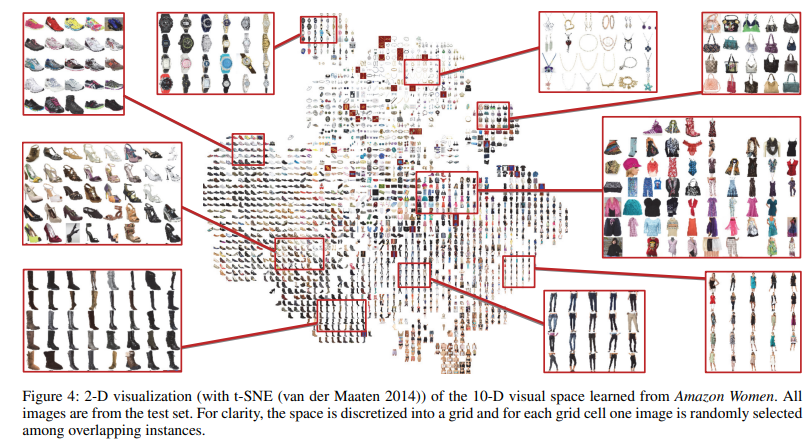 Figure 4: 2-D visualization (with t-SNE (van der Maaten 2014)) of the 10-D visual space learned from Amazon Women. All
images are from the test set. For clarity, the space is discretized into a grid and for each grid cell one image is randomly selected
among overlapping instances.